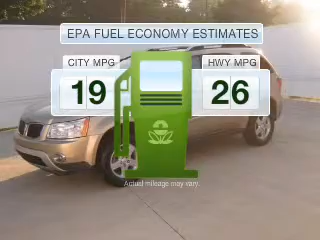 EPA FUEL ECONOMY ESTIMATES
CITY MPG
HWY MPG
19
26
Actual mileage may vary.